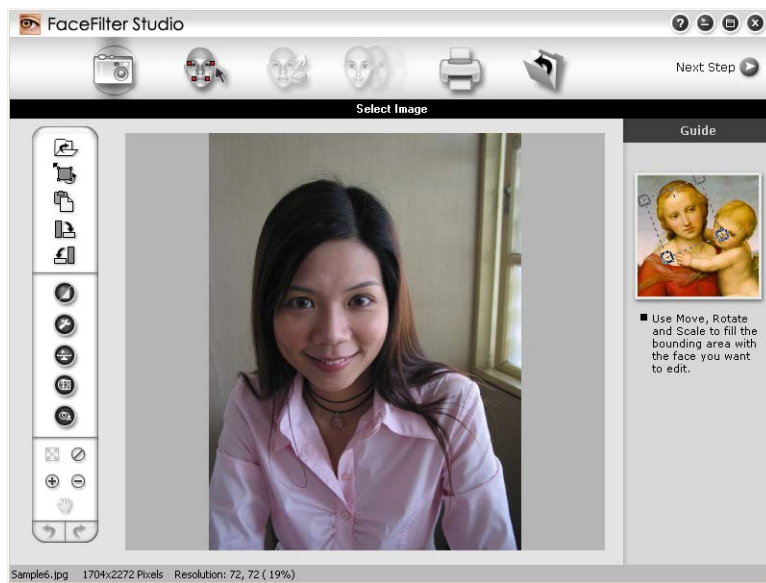 FaceFilter Studio
Next Step
Select Image
Guide
Use Move, Rotate
and Scale to fill the
bounding area with
the face you want
to edit.
Sample6.jpg 1704x2272 Pixels Resolution: 72, 72 ( 19%)